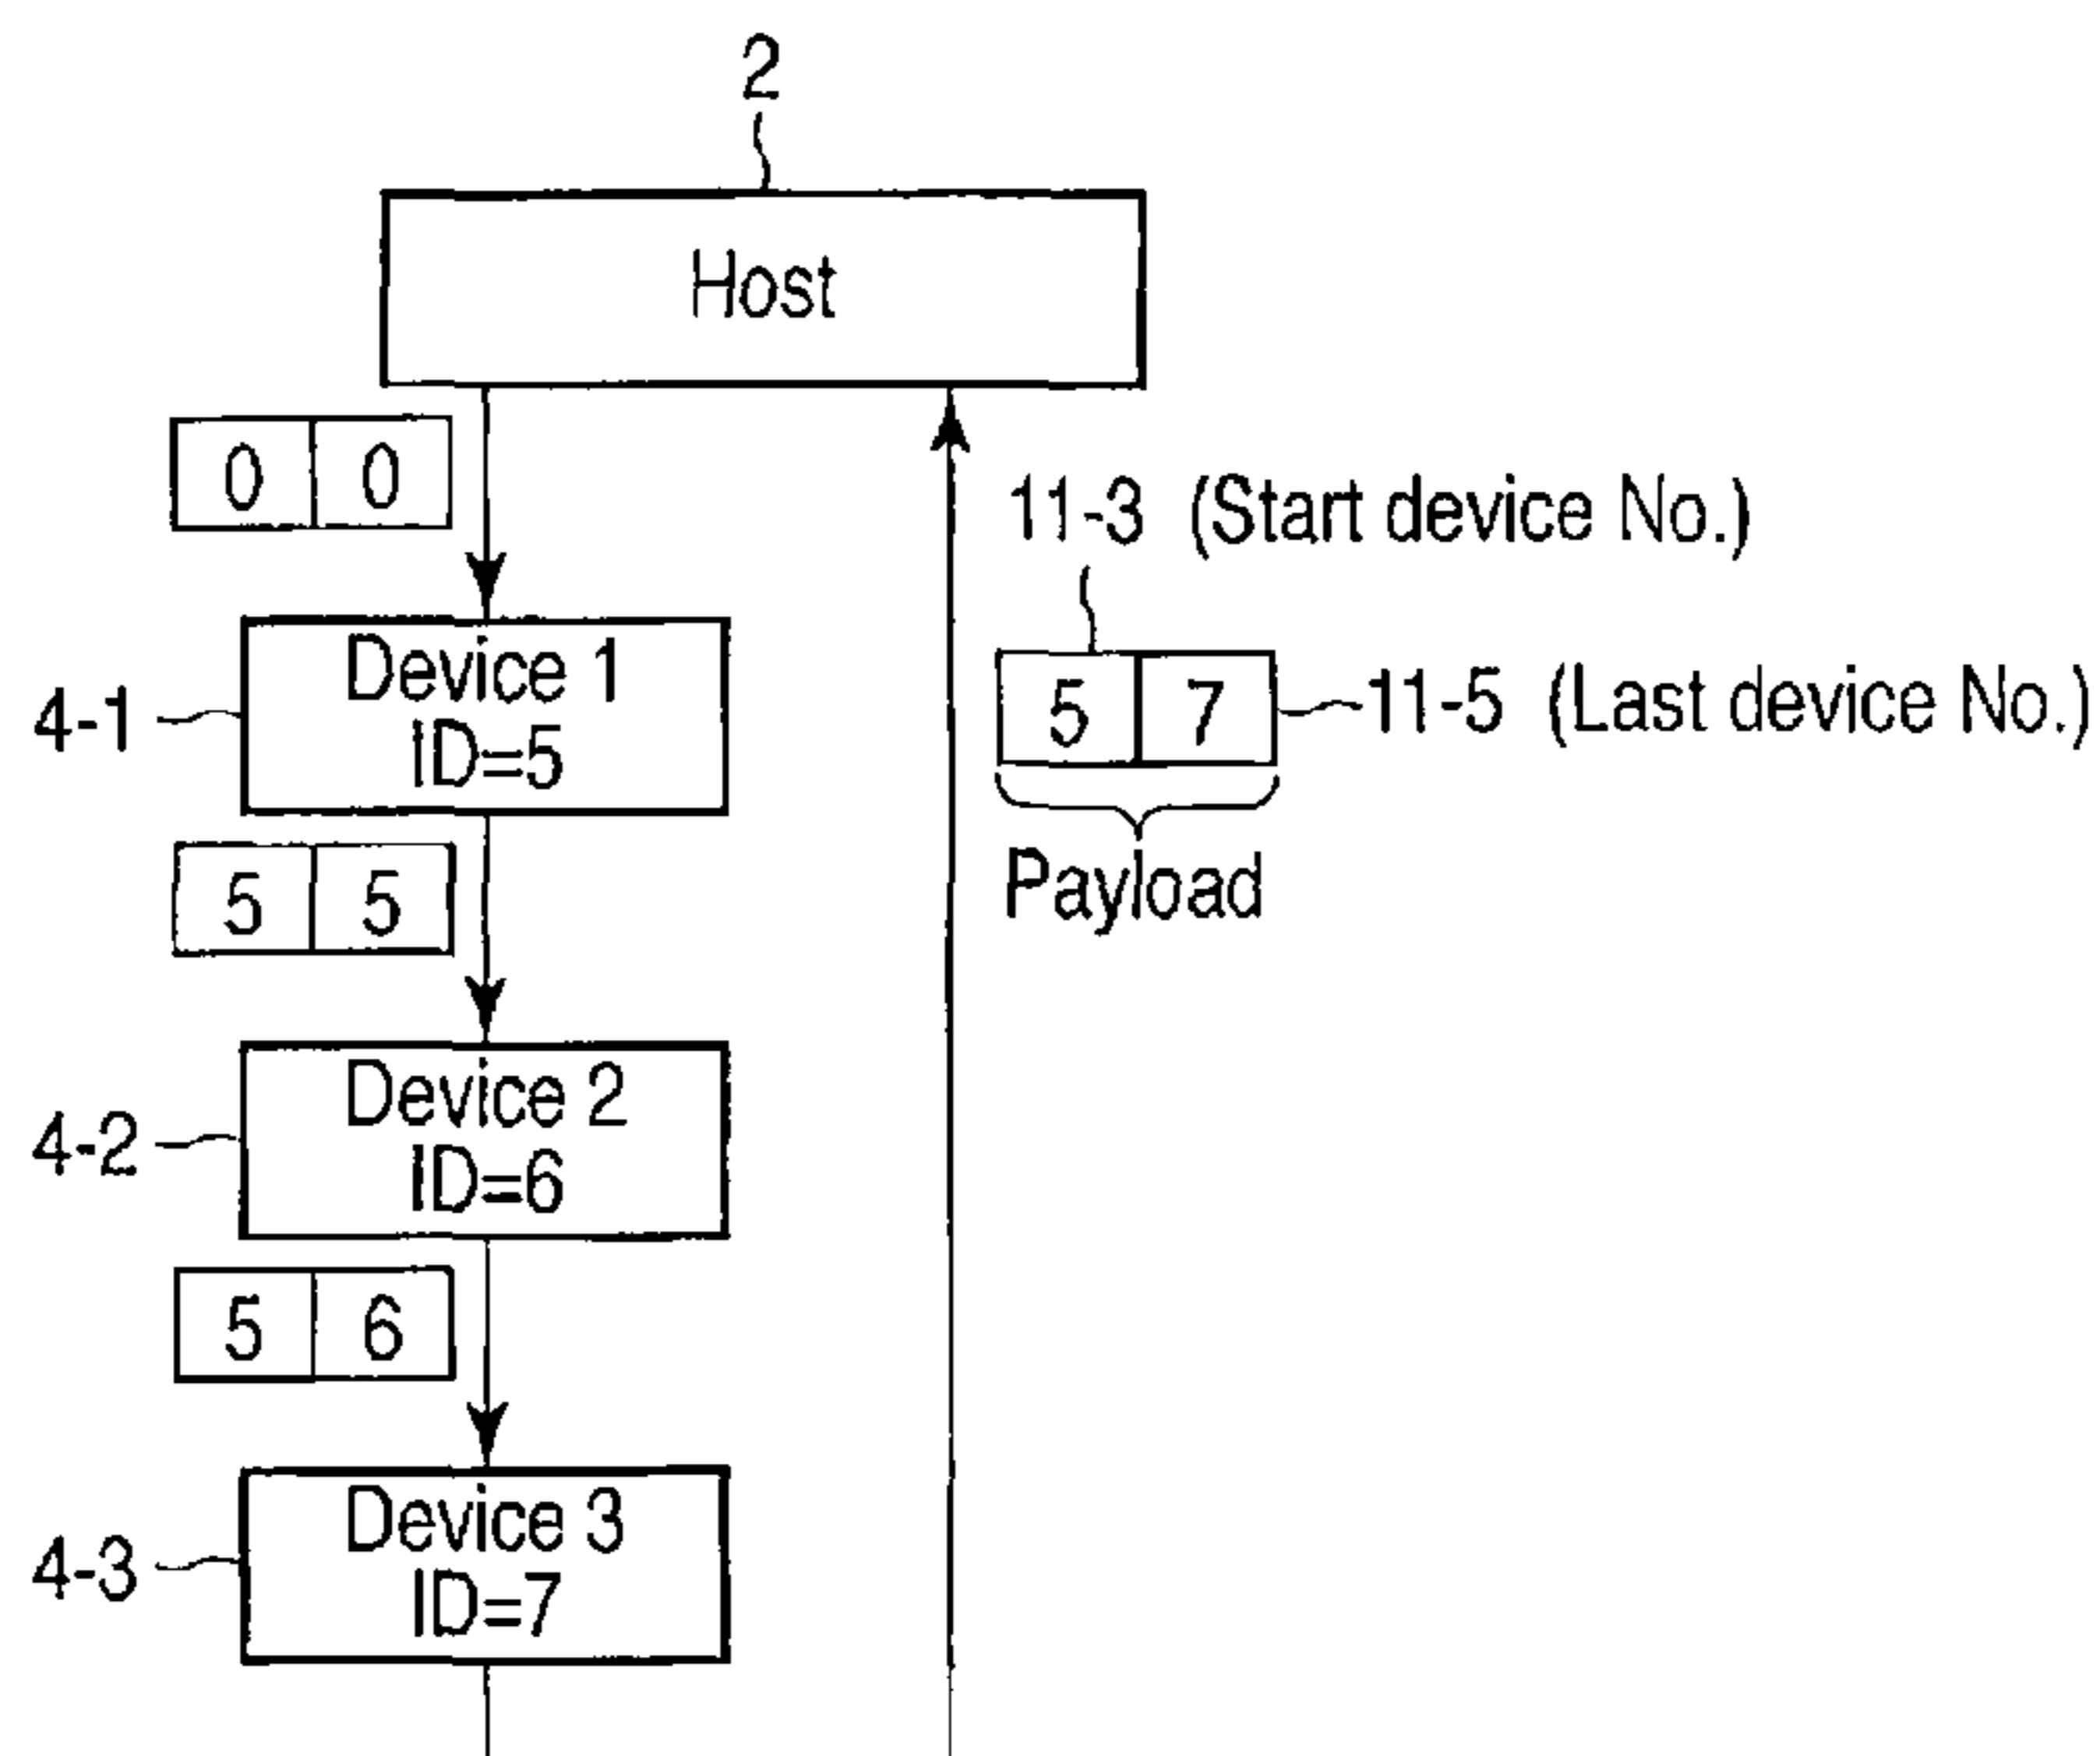 2
Host
0 0
11-3 (Start device No.)
Device 1
ID=5
4-1
5 7
11-5 (Last device No.)
Payload
5 5
Device 2
ID=6
4-2
5 6
Device 3
ID=7
4-3